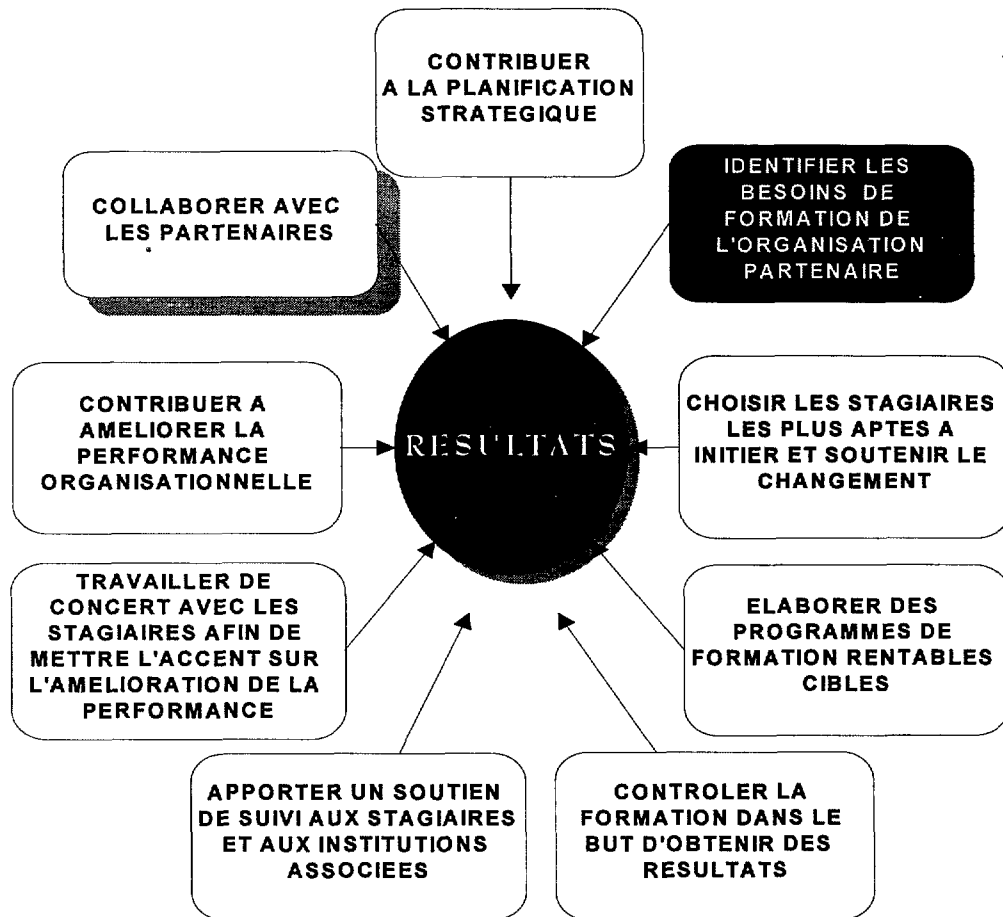 CONTRIBUER
A LA PLANIFICATION
STRATEGIQUE
IDENTIFIER LES
BESOINS DE
FORMATION DE
L'ORGANISATION
PARTENAIRE
COLLABORER AVEC
LES PARTENAIRES
RESULTATS
CONTRIBUER A
AMELIORER LA
PERFORMANCE
ORGANISATIONNELLE
CHOISIR LES STAGIAIRES
LES PLUS APTES A
INITIER ET SOUTENIR LE
CHANGEMENT
TRAVAILLER DE
CONCERT AVEC LES
STAGIAIRES AFIN DE
METTRE L'ACCENT SUR
L'AMELIORATION DE LA
PERFORMANCE
ELABORER DES
PROGRAMMES DE
FORMATION RENTABLES
CIBLES
APPORTER UN SOUTIEN
DE SUIVI AUX STAGIAIRES
ET AUX INSTITUTIONS
ASSOCIEES
CONTROLER LA
FORMATION DANS LE
BUT D'OBTENIR DES
RESULTATS